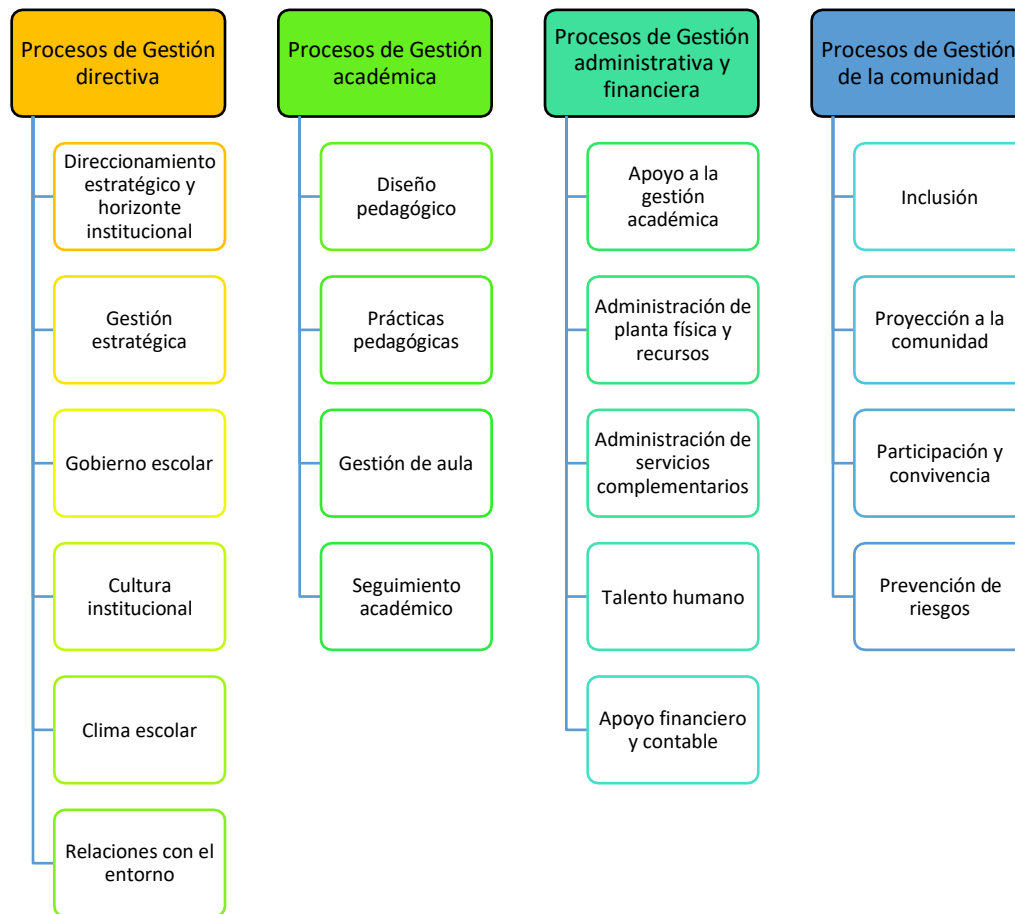 Procesos de Gestión
directiva
Direccionamiento
estratégico y
horizonte
institucional
Gestión
estratégica
Gobierno escolar
Cultura
institucional
Clima escolar
Relaciones con el
entorno
Procesos de Gestión
académica
Diseño
pedagógico
Prácticas
pedagógicas
Gestión de aula
Seguimiento
académico
Procesos de Gestión
administrativa y
financiera
Apoyo a la
gestión
académica
Administración de
planta física y
recursos
Administración de
servicios
complementarios
Talento humano
Apoyo financiero
y contable
Procesos de Gestión
de la comunidad
Inclusión
Proyección a la
comunidad
Participación y
convivencia
Prevención de
riesgos